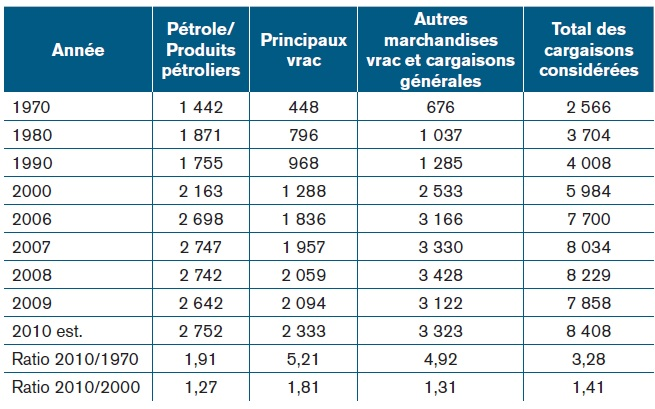 Année Pétrole/ Produits pétroliers Principaux vrac Autres marchandises vrac et cargaisons générales Total des cargaisons considérées
1970 1 442 448 676 2 566
1980 1 871 796 1 037 3 704
1990 1 755 968 1 285 4 008
2000 2 163 1 288 2 533 5 984
2006 2 698 1 836 3 166 7 700
2007 2 747 1 957 3 330 8 034
2008 2 742 2 059 3 428 8 229
2009 2 642 2 094 3 122 7 858
2010 est. 2 752 2 333 3 323 8 408
Ratio 2010/1970 1,91 5,21 4,92 3,28
Ratio 2010/2000 1,27 1,81 1,31 1,41